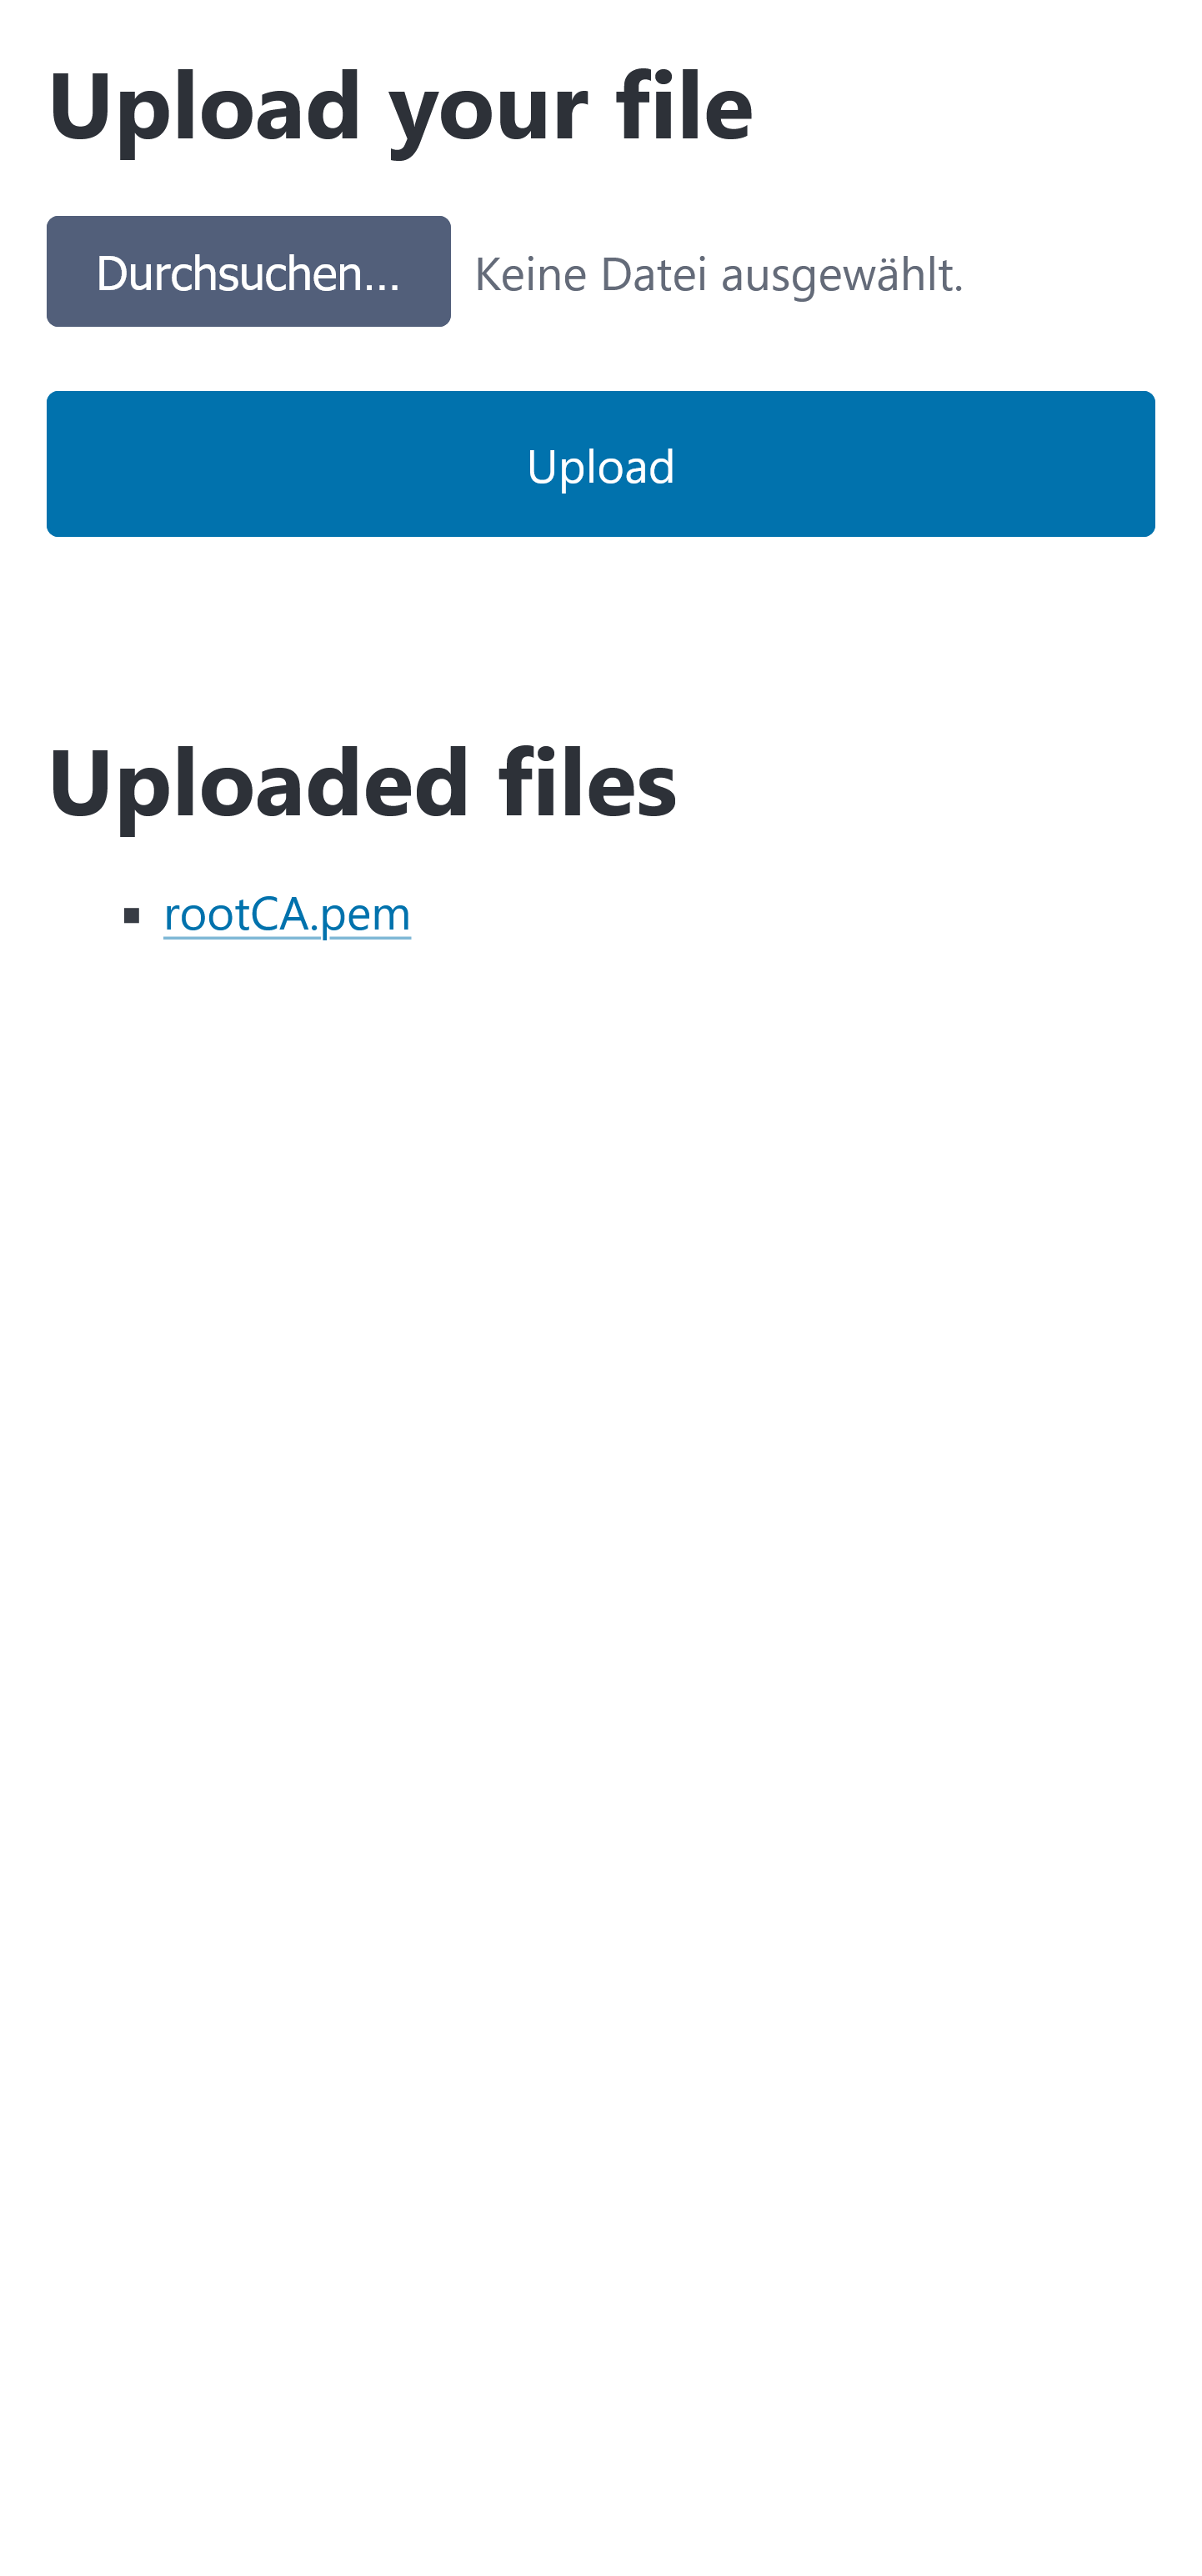 Upload your file
Durchsuchen… Keine Datei ausgewählt.
Upload
Uploaded files
rootCA.pem